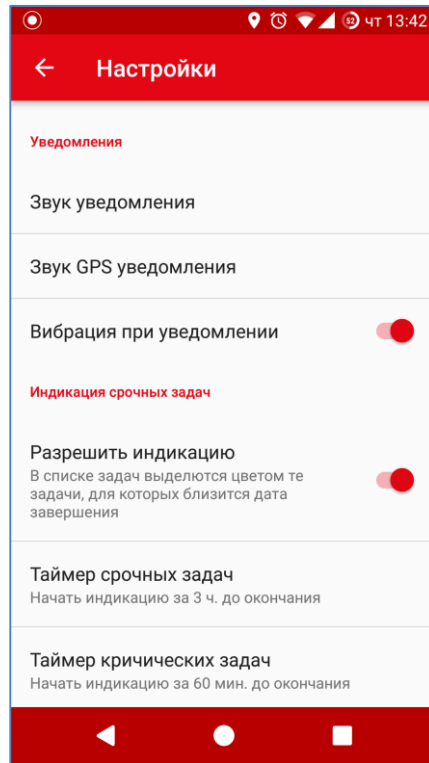 52 чт 13:42
Настройки
Уведомления
Звук уведомления
Звук GPS уведомления
Вибрация при уведомлении
Индикация срочных задач
Разрешить индикацию
В списке задач выделются цветом те
задачи, для которых близится дата
завершения
Таймер срочных задач
Начать индикацию за 3 ч. до окончания
Таймер кричических задач
Начать индикацию за 60 мин. до окончания